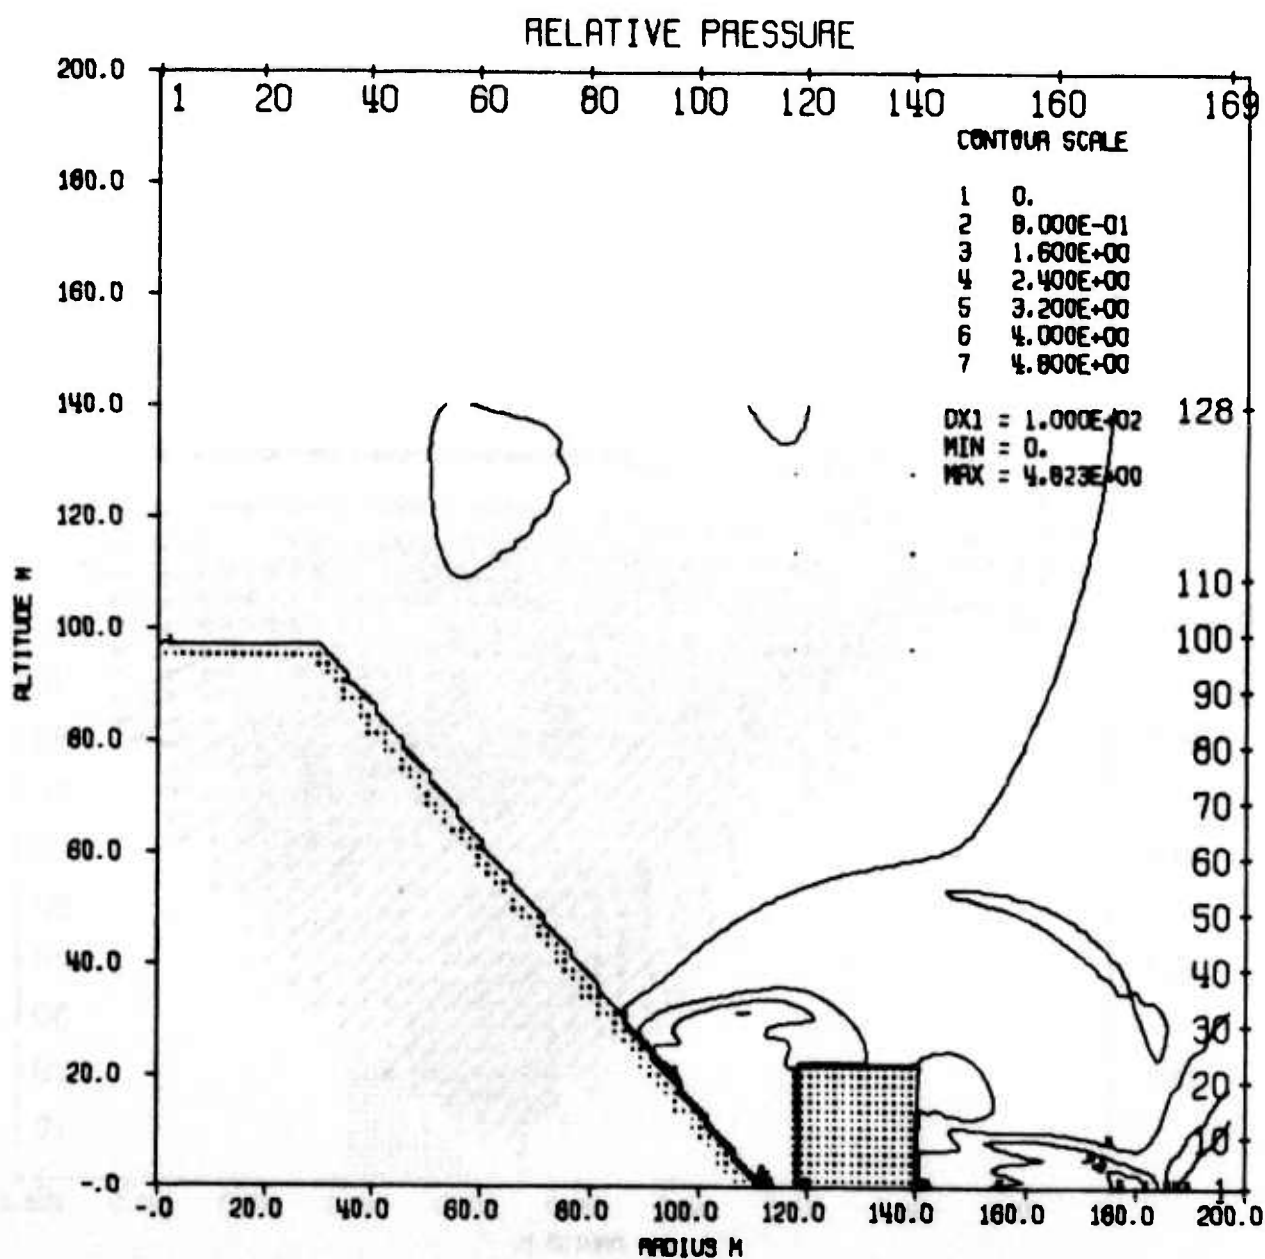 RELATIVE PRESSURE
200.0
1 20 40 60 80 100 120 140 160 169
CONTOUR SCALE
180.0
1 0.
2 8.000E-01
3 1.600E+00
4 2.400E+00
5 3.200E+00
6 4.000E+00
7 4.800E+00
160.0
140.0
DX1 = 1.000E+02
128
MIN = 0.
MAX = 4.823E+00
120.0
110
100.0
100
90
80.0
80
70
60.0
60
50
40.0
40
30
20.0
20
10
-.0
1
ALTITUDE M
-.0 20.0 40.0 60.0 80.0 100.0 120.0 140.0 160.0 180.0 200.0
RADIUS M